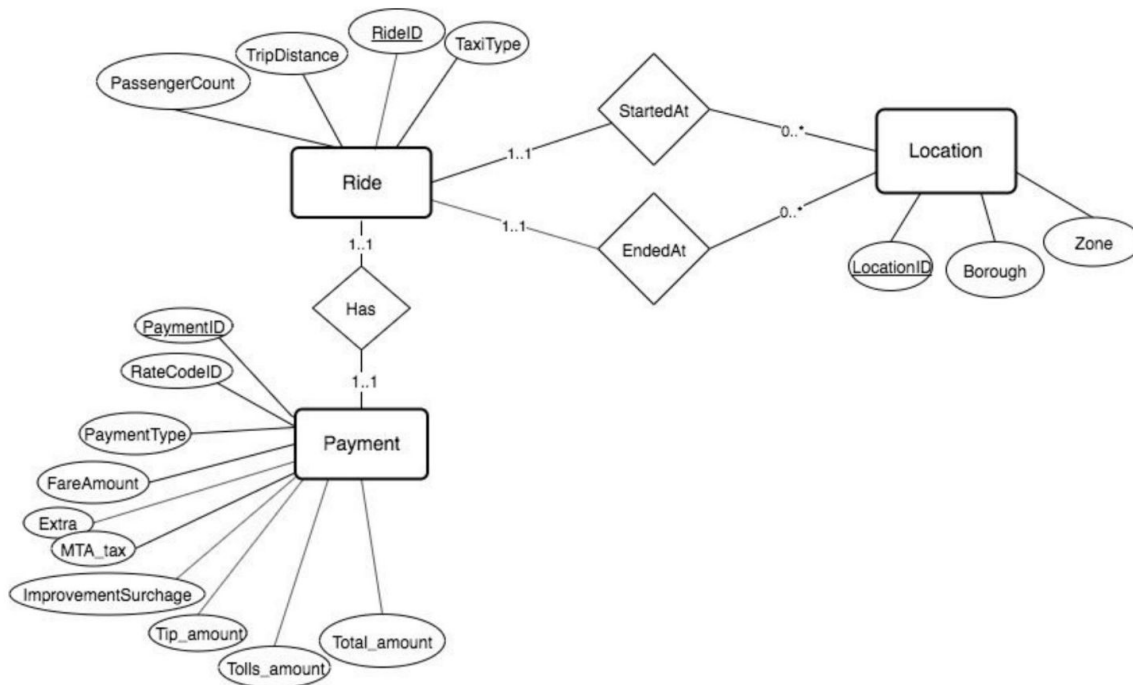 RideID
TaxiType
TripDistance
PassengerCount
StartedAt
0..*
1..1
Location
Ride
1..1
0..*
EndedAt
Zone
LocationID
Borough
1..1
Has
PaymentID
RateCodeID
1..1
PaymentType
Payment
FareAmount
Extra
MTA_tax
ImprovementSurchage
Tip_amount
Total_amount
Tolls_amount